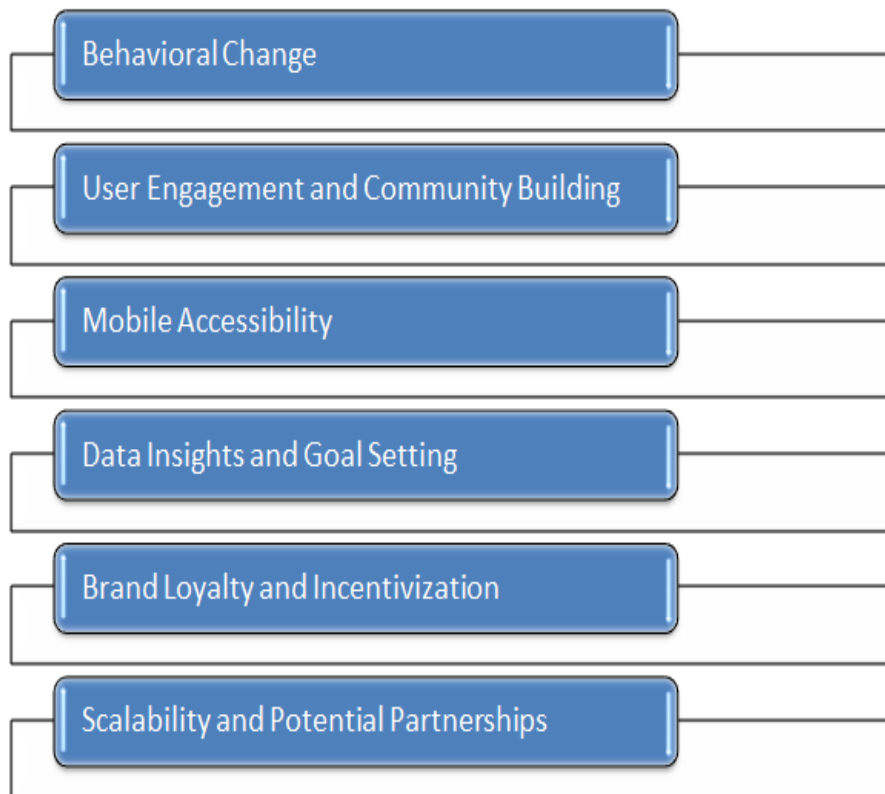 Behavioral Change
User Engagement and Community Building
Mobile Accessibility
Data Insights and Goal Setting
Brand Loyalty and Incentivization
Scalability and Potential Partnerships